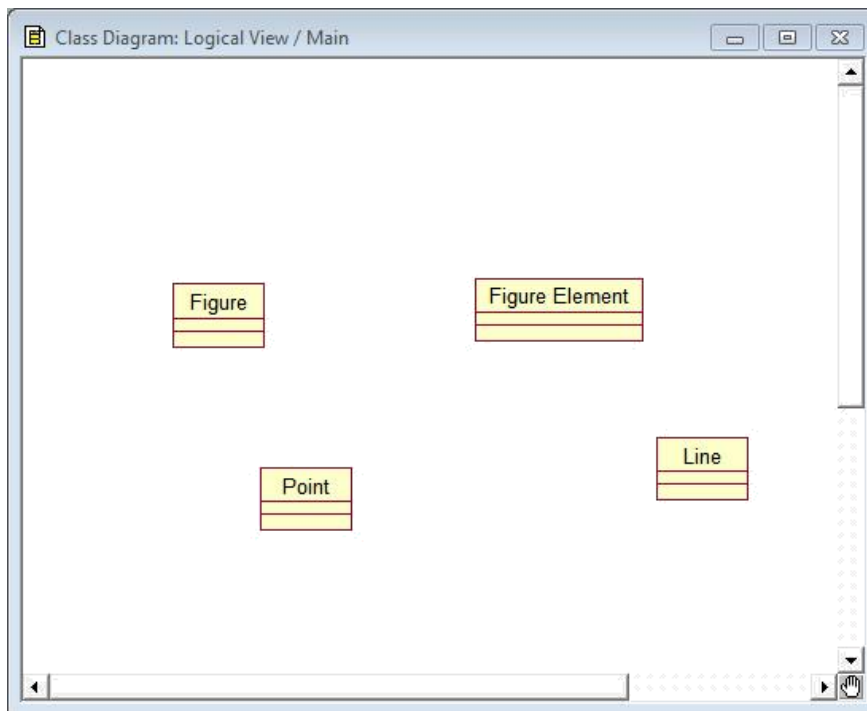 Class Diagram: Logical View / Main
Figure
Figure Element
Line
Point